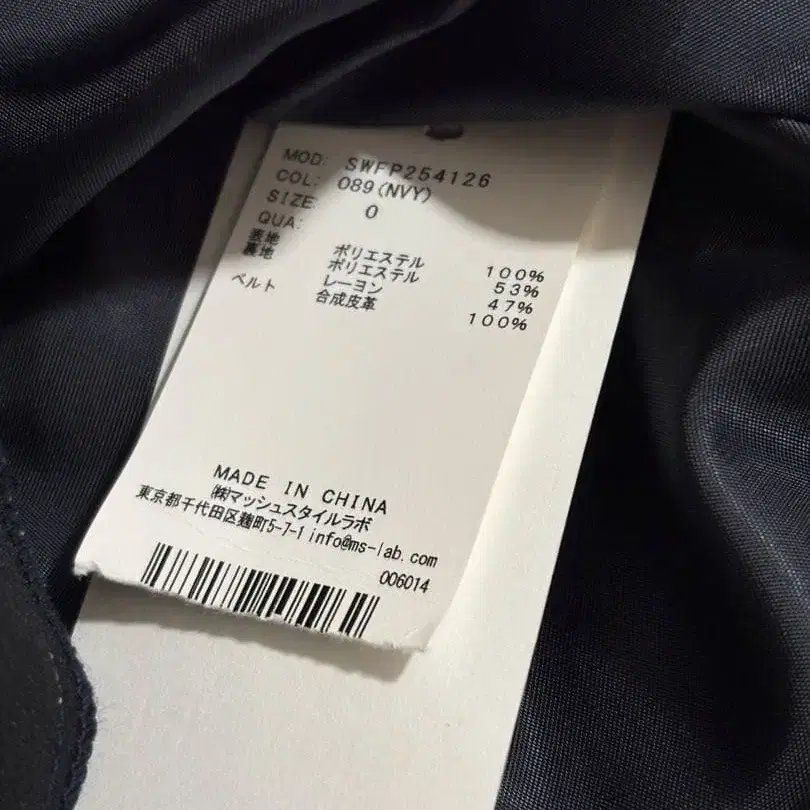 MOD: SWFP254126
COL: 089(NVY)
SIZE: 0
QUA:
表地 ポリエステル 100%
裏地 ポリエステル 53%
レーヨン 47%
ベルト 合成皮革 100%
MADE IN CHINA
㈱マッシュスタイルラボ
東京都千代田区麹町5-7-1 info@ms-lab.com
006014